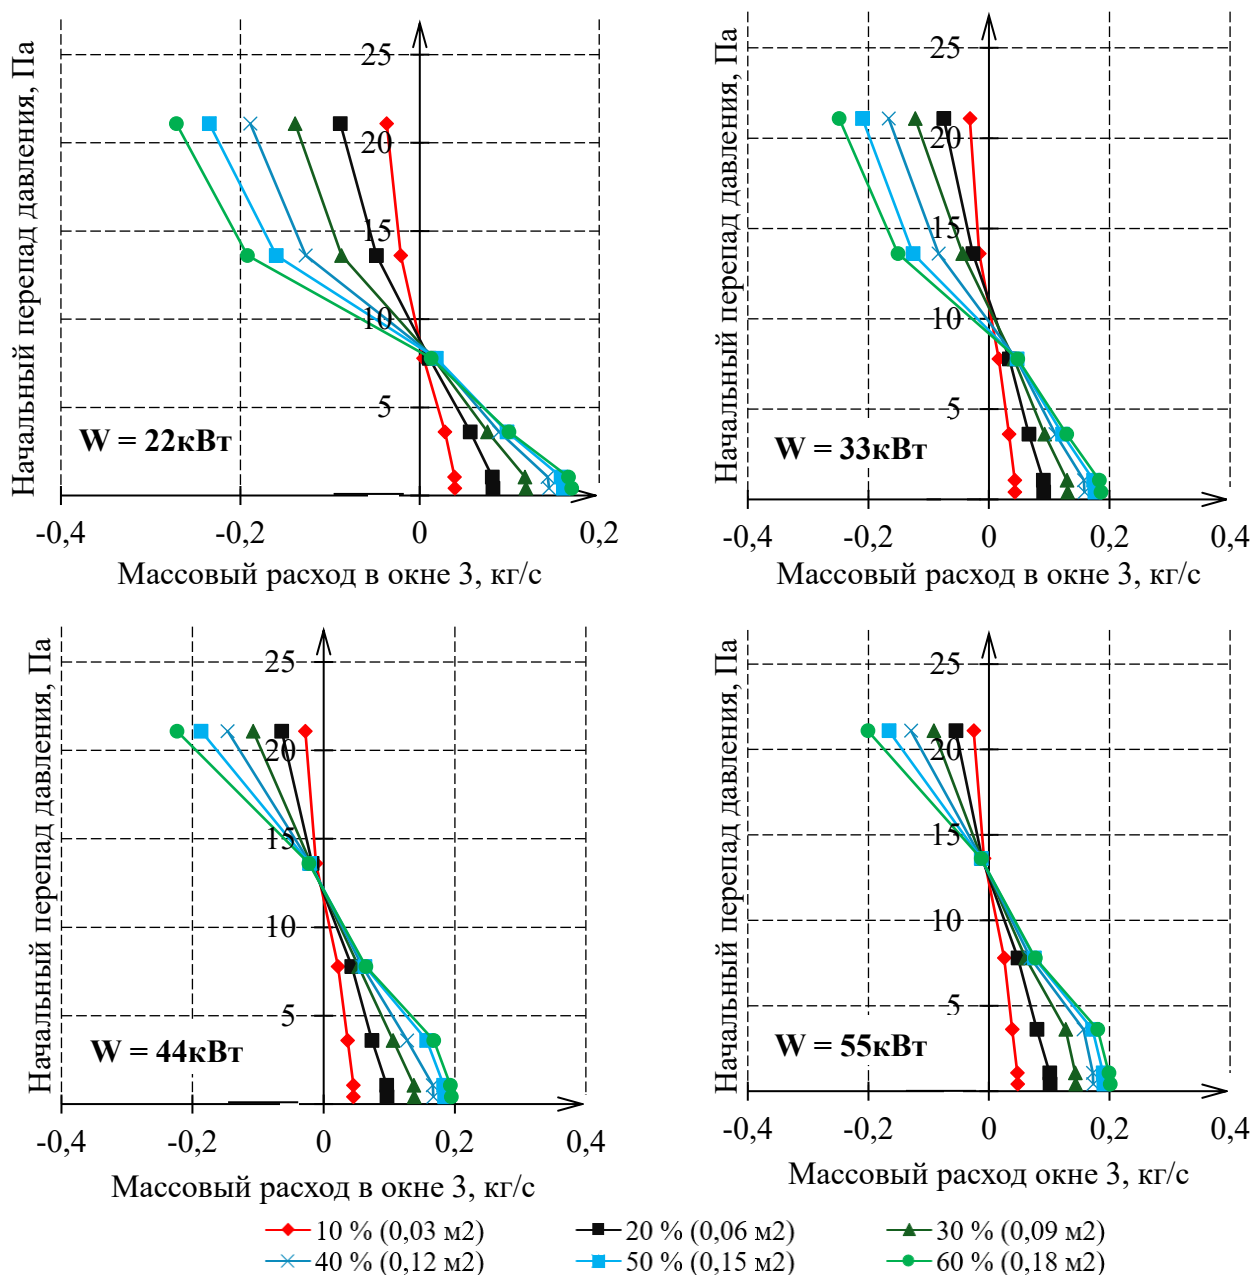 Начальный перепад давления, Па
25
20
15
10
5
W = 22кВт
-0,4 -0,2 0 0,2
Массовый расход в окне 3, кг/с
Начальный перепад давления, Па
25
20
15
10
5
W = 33кВт
-0,4 -0,2 0 0,2 0,4
Массовый расход в окне 3, кг/с
Начальный перепад давления, Па
25
20
15
10
5
W = 44кВт
-0,4 -0,2 0 0,2 0,4
Массовый расход в окне 3, кг/с
Начальный перепад давления, Па
25
20
15
10
5
W = 55кВт
-0,4 -0,2 0 0,2 0,4
Массовый расход окне 3, кг/с
10 % (0,03 м2) 20 % (0,06 м2) 30 % (0,09 м2)
40 % (0,12 м2) 50 % (0,15 м2) 60 % (0,18 м2)